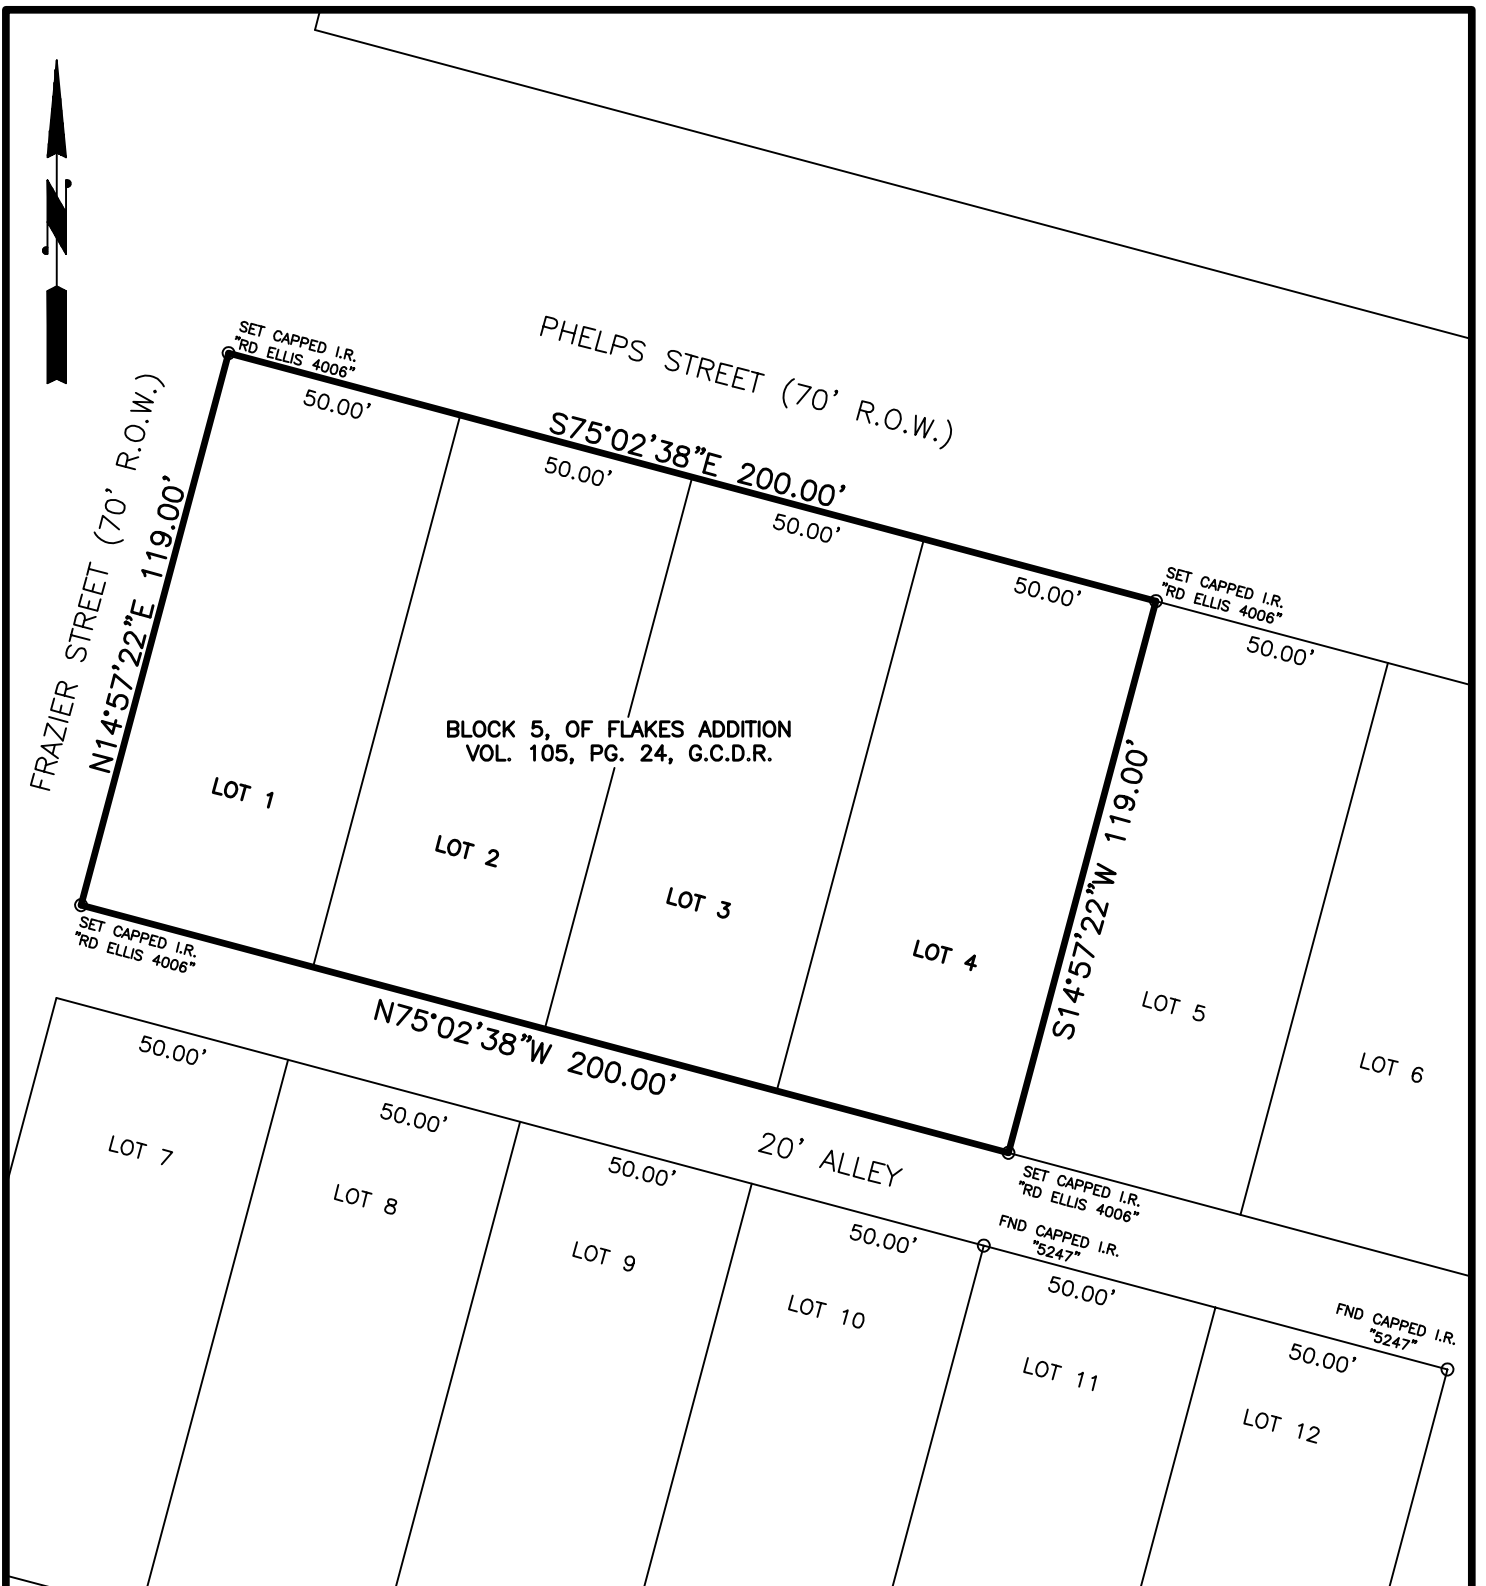 N
PHELPS STREET (70' R.O.W.)
SET CAPPED I.R.
"RD ELLIS 4006"
50.00'
S75°02'38"E 200.00'
50.00'
50.00'
50.00'
SET CAPPED I.R.
"RD ELLIS 4006"
50.00'
FRAZIER STREET (70' R.O.W.)
N14°57'22"E 119.00'
BLOCK 5, OF FLAKES ADDITION
VOL. 105, PG. 24, G.C.D.R.
LOT 1
LOT 2
LOT 3
LOT 4
S14°57'22"W 119.00'
LOT 5
LOT 6
SET CAPPED I.R.
"RD ELLIS 4006"
N75°02'38"W 200.00'
20' ALLEY
SET CAPPED I.R.
"RD ELLIS 4006"
50.00'
LOT 7
50.00'
LOT 8
50.00'
LOT 9
50.00'
LOT 10
FND CAPPED I.R.
"5247"
50.00'
LOT 11
FND CAPPED I.R.
"5247"
50.00'
LOT 12